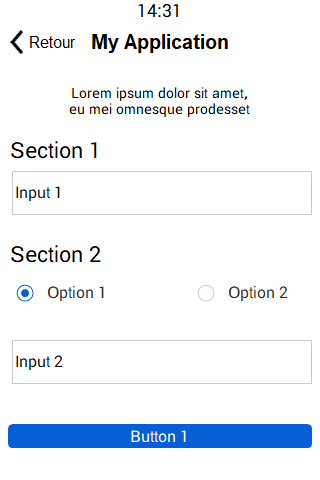 14:31
Retour My Application
Lorem ipsum dolor sit amet,
eu mei omnesque prodesset
Section 1
Input 1
Section 2
Option 1 Option 2
Input 2
Button 1